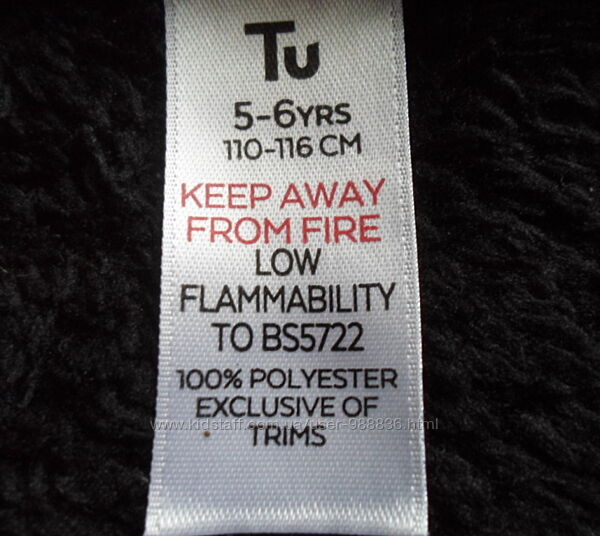 Tu
5-6YRS
110-116 CM
KEEP AWAY
FROM FIRE
LOW
FLAMMABILITY
TO BS5722
100% POLYESTER
EXCLUSIVE OF
www.kidstaff.com.ua/user-988836.html
TRIMS